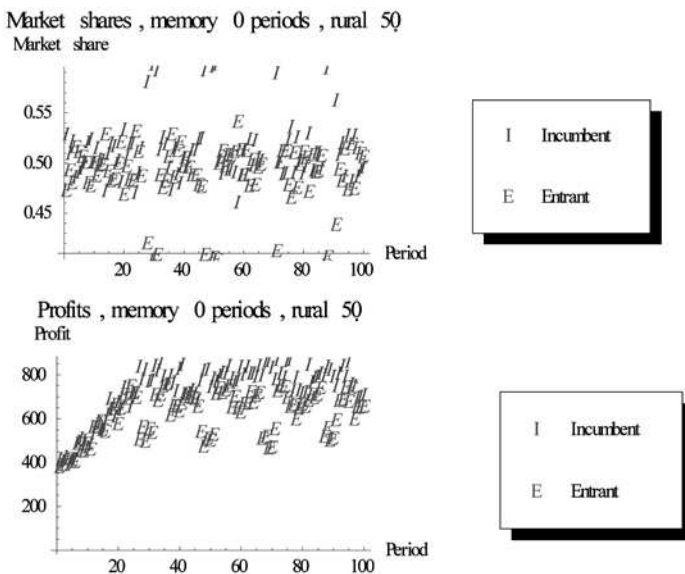 Market shares , memory 0 periods , rural 50
Market share
0.55
0.50
0.45
20 40 60 80 100 Period
I Incumbent
E Entrant
Profits , memory 0 periods , rural 50
Profit
800
600
400
200
20 40 60 80 100 Period
I Incumbent
E Entrant